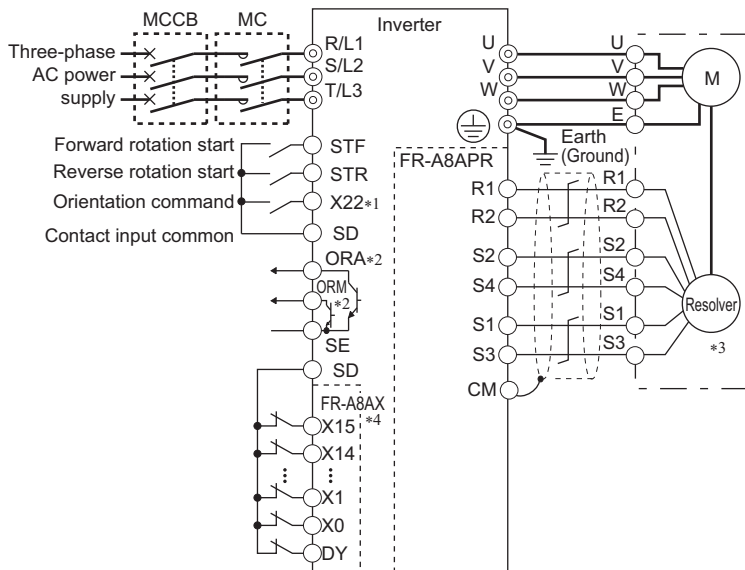 MCCB
MC
Inverter
Three-phase
AC power
supply
R/L1
S/L2
T/L3
U
V
W
U
V
W
E
M
Earth
(Ground)
Forward rotation start
Reverse rotation start
Orientation command
Contact input common
STF
STR
X22*1
SD
ORA*2
ORM
*2
SE
SD
FR-A8APR
R1
R2
S2
S4
S1
S3
CM
R1
R2
S2
S4
S1
S3
Resolver
*3
FR-A8AX
*4
X15
X14
X1
X0
DY